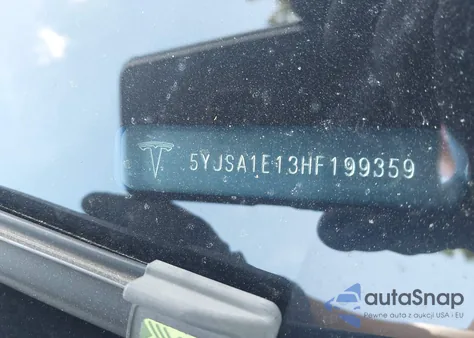 5YJSA1E13HF199359
autaSnap
Pewne auta z aukcji USA i EU